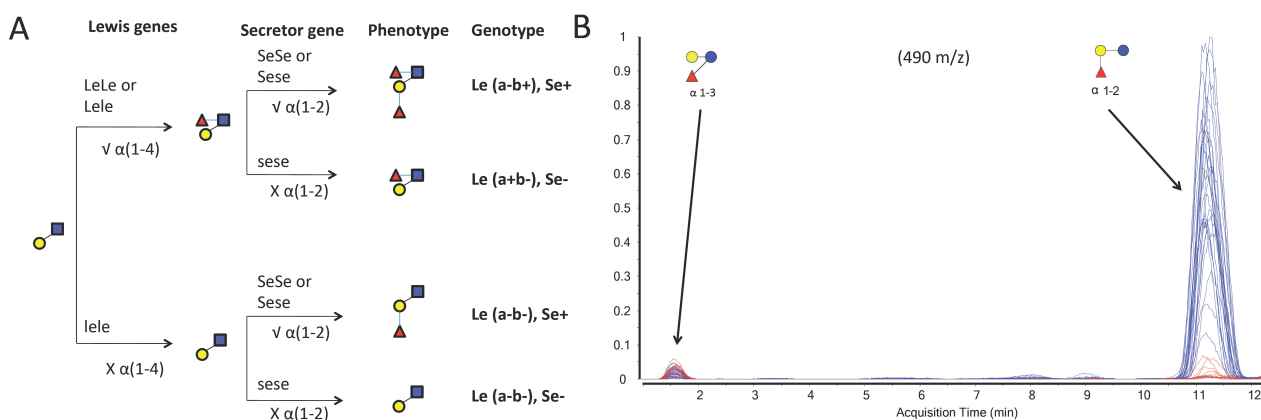 A
Lewis genes
Secretor gene
Phenotype
Genotype
LeLe or
Lele
√ α(1-4)
SeSe or
Sese
√ α(1-2)
Le (a-b+), Se+
sese
X α(1-2)
Le (a+b-), Se-
lele
X α(1-4)
SeSe or
Sese
√ α(1-2)
Le (a-b-), Se+
sese
X α(1-2)
Le (a-b-), Se-
B
(490 m/z)
α 1-3
α 1-2
1
0.9
0.8
0.7
0.6
0.5
0.4
0.3
0.2
0.1
0
2 3 4 5 6 7 8 9 10 11 12
Acquisition Time (min)